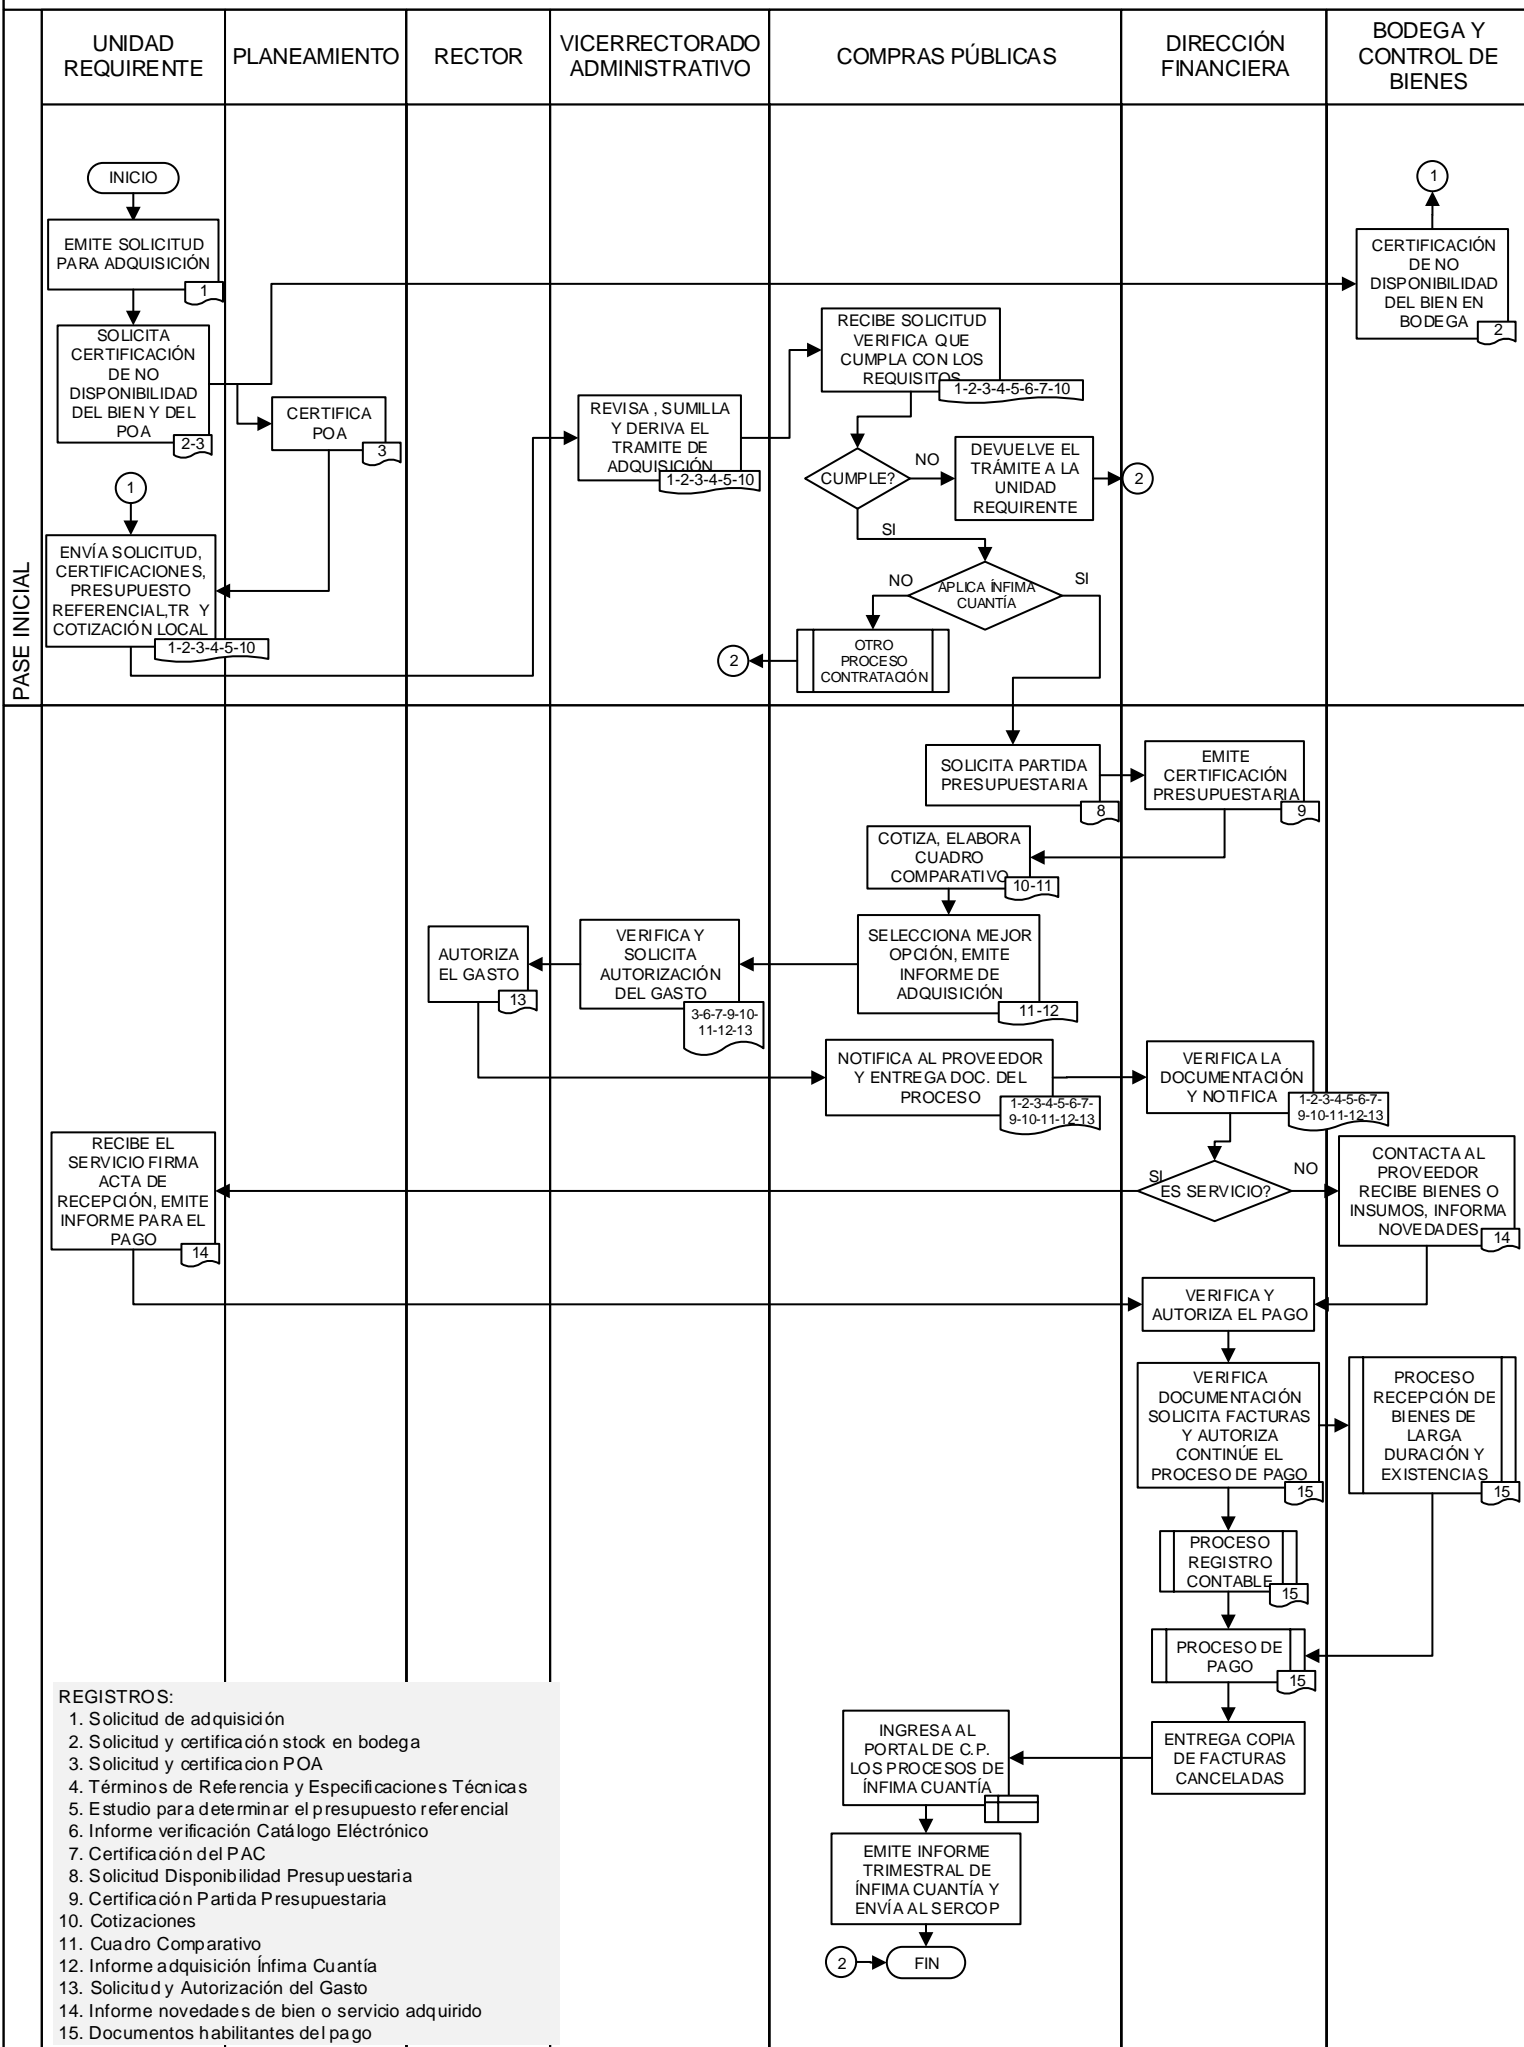 UNIDAD
REQUIRENTE
PLANEAMIENTO
RECTOR
VICERRECTORADO
ADMINISTRATIVO
COMPRAS PÚBLICAS
DIRECCIÓN
FINANCIERA
BODEGA Y
CONTROL DE
BIENES
PASE INICIAL
INICIO
EMITE SOLICITUD
PARA ADQUISICIÓN
1
SOLICITA
CERTIFICACIÓN
DE NO
DISPONIBILIDAD
DEL BIEN Y DEL
POA
2-3
CERTIFICA
POA
3
1
CERTIFICACIÓN
DE NO
DISPONIBILIDAD
DEL BIEN EN
BODEGA
2
1
ENVÍA SOLICITUD,
CERTIFICACIONES,
PRESUPUESTO
REFERENCIAL,TR Y
COTIZACIÓN LOCAL
1-2-3-4-5-10
REVISA , SUMILLA
Y DERIVA EL
TRAMITE DE
ADQUISICIÓN
1-2-3-4-5-10
RECIBE SOLICITUD
VERIFICA QUE
CUMPLA CON LOS
REQUISITOS
1-2-3-4-5-6-7-10
CUMPLE?
NO
DEVUELVE EL
TRÁMITE A LA
UNIDAD
REQUIRENTE
2
SI
APLICA ÍNFIMA
CUANTÍA
NO
SI
OTRO
PROCESO
CONTRATACIÓN
2
SOLICITA PARTIDA
PRESUPUESTARIA
8
EMITE
CERTIFICACIÓN
PRESUPUESTARIA
9
COTIZA, ELABORA
CUADRO
COMPARATIVO
10-11
SELECCIONA MEJOR
OPCIÓN, EMITE
INFORME DE
ADQUISICIÓN
11-12
VERIFICA Y
SOLICITA
AUTORIZACIÓN
DEL GASTO
3-6-7-9-10-
11-12-13
AUTORIZA
EL GASTO
13
NOTIFICA AL PROVEEDOR
Y ENTREGA DOC. DEL
PROCESO
1-2-3-4-5-6-7-
9-10-11-12-13
VERIFICA LA
DOCUMENTACIÓN
Y NOTIFICA
1-2-3-4-5-6-7-
9-10-11-12-13
ES SERVICIO?
SI
NO
RECIBE EL
SERVICIO FIRMA
ACTA DE
RECEPCIÓN, EMITE
INFORME PARA EL
PAGO
14
CONTACTA AL
PROVEEDOR
RECIBE BIENES O
INSUMOS, INFORMA
NOVEDADES
14
VERIFICA Y
AUTORIZA EL PAGO
VERIFICA
DOCUMENTACIÓN
SOLICITA FACTURAS
Y AUTORIZA
CONTINÚE EL
PROCESO DE PAGO
15
PROCESO
RECEPCIÓN DE
BIENES DE
LARGA
DURACIÓN Y
EXISTENCIAS
15
PROCESO
REGISTRO
CONTABLE
15
PROCESO DE
PAGO
15
ENTREGA COPIA
DE FACTURAS
CANCELADAS
INGRESA AL
PORTAL DE C.P.
LOS PROCESOS DE
ÍNFIMA CUANTÍA
EMITE INFORME
TRIMESTRAL DE
ÍNFIMA CUANTÍA Y
ENVÍA AL SERCOP
2
FIN
REGISTROS:
1. Solicitud de adquisición
2. Solicitud y certificación stock en bodega
3. Solicitud y certificacion POA
4. Términos de Referencia y Especificaciones Técnicas
5. Estudio para determinar el presupuesto referencial
6. Informe verificación Catálogo Eléctrónico
7. Certificación del PAC
8. Solicitud Disponibilidad Presupuestaria
9. Certificación Partida Presupuestaria
10. Cotizaciones
11. Cuadro Comparativo
12. Informe adquisición Ínfima Cuantía
13. Solicitud y Autorización del Gasto
14. Informe novedades de bien o servicio adquirido
15. Documentos habilitantes del pago